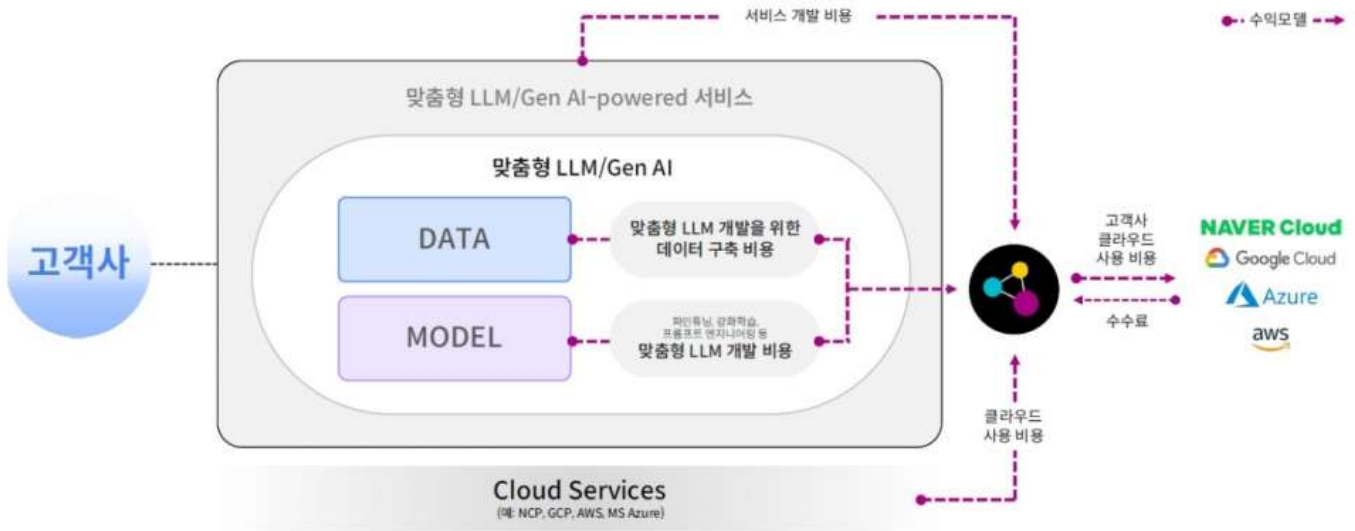 서비스 개발 비용
수익모델
맞춤형 LLM/Gen AI-powered 서비스
맞춤형 LLM/Gen AI
고객사
DATA
맞춤형 LLM 개발을 위한
데이터 구축 비용
MODEL
파인튜닝, 강화학습,
프롬프트 엔지니어링 등
맞춤형 LLM 개발 비용
고객사
클라우드
사용 비용
수수료
NAVER Cloud
Google Cloud
Azure
aws
클라우드
사용 비용
Cloud Services
(예: NCP, GCP, AWS, MS Azure)